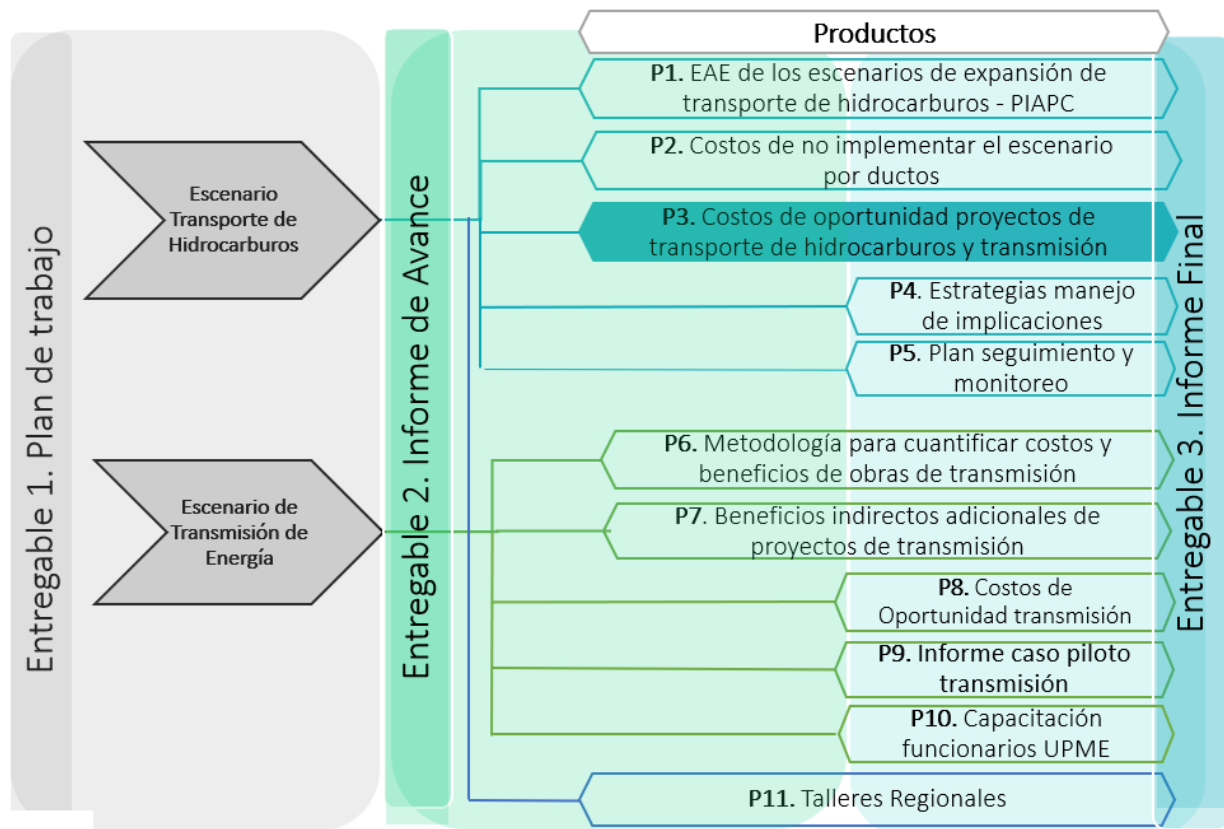 Entregable 1. Plan de trabajo
Escenario
Transporte de
Hidrocarburos
Escenario de
Transmisión de
Energía
Entregable 2. Informe de Avance
Productos
P1. EAE de los escenarios de expansión de
transporte de hidrocarburos - PIAPC
P2. Costos de no implementar el escenario
por ductos
P3. Costos de oportunidad proyectos de
transporte de hidrocarburos y transmisión
P4. Estrategias manejo
de implicaciones
P5. Plan seguimiento y
monitoreo
P6. Metodología para cuantificar costos y
beneficios de obras de transmisión
P7. Beneficios indirectos adicionales de
proyectos de transmisión
P8. Costos de
Oportunidad transmisión
P9. Informe caso piloto
transmisión
P10. Capacitación
funcionarios UPME
P11. Talleres Regionales
Entregable 3. Informe Final